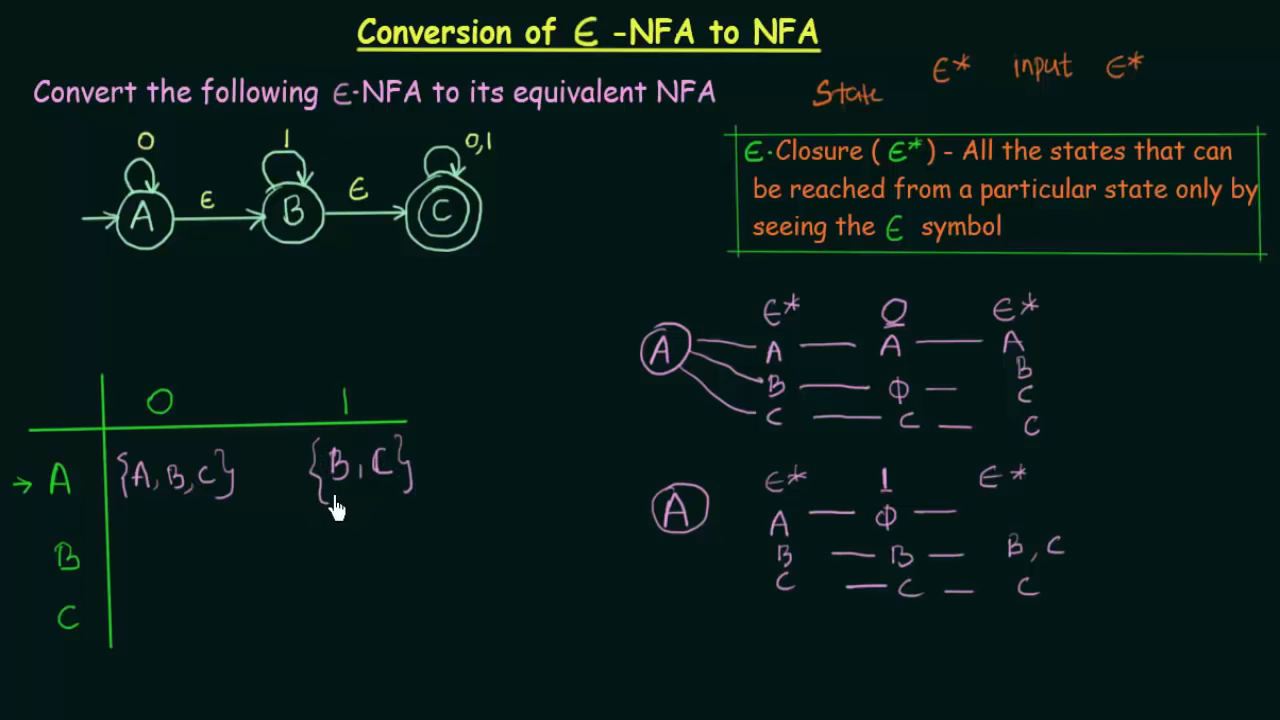 Conversion of ϵ -NFA to NFA
Convert the following ϵ-NFA to its equivalent NFA
State ϵ* input ϵ*
0 1 0,1
A ϵ B ϵ C
ϵ-Closure ( ϵ* ) - All the states that can
be reached from a particular state only by
seeing the ϵ symbol
ϵ* 0 ϵ*
A A A A
B
B ϕ C
C C C
0 1
A {A, B, C} {B, C}
B
C
ϵ* 1 ϵ*
A A ϕ
B B B, C
C C C